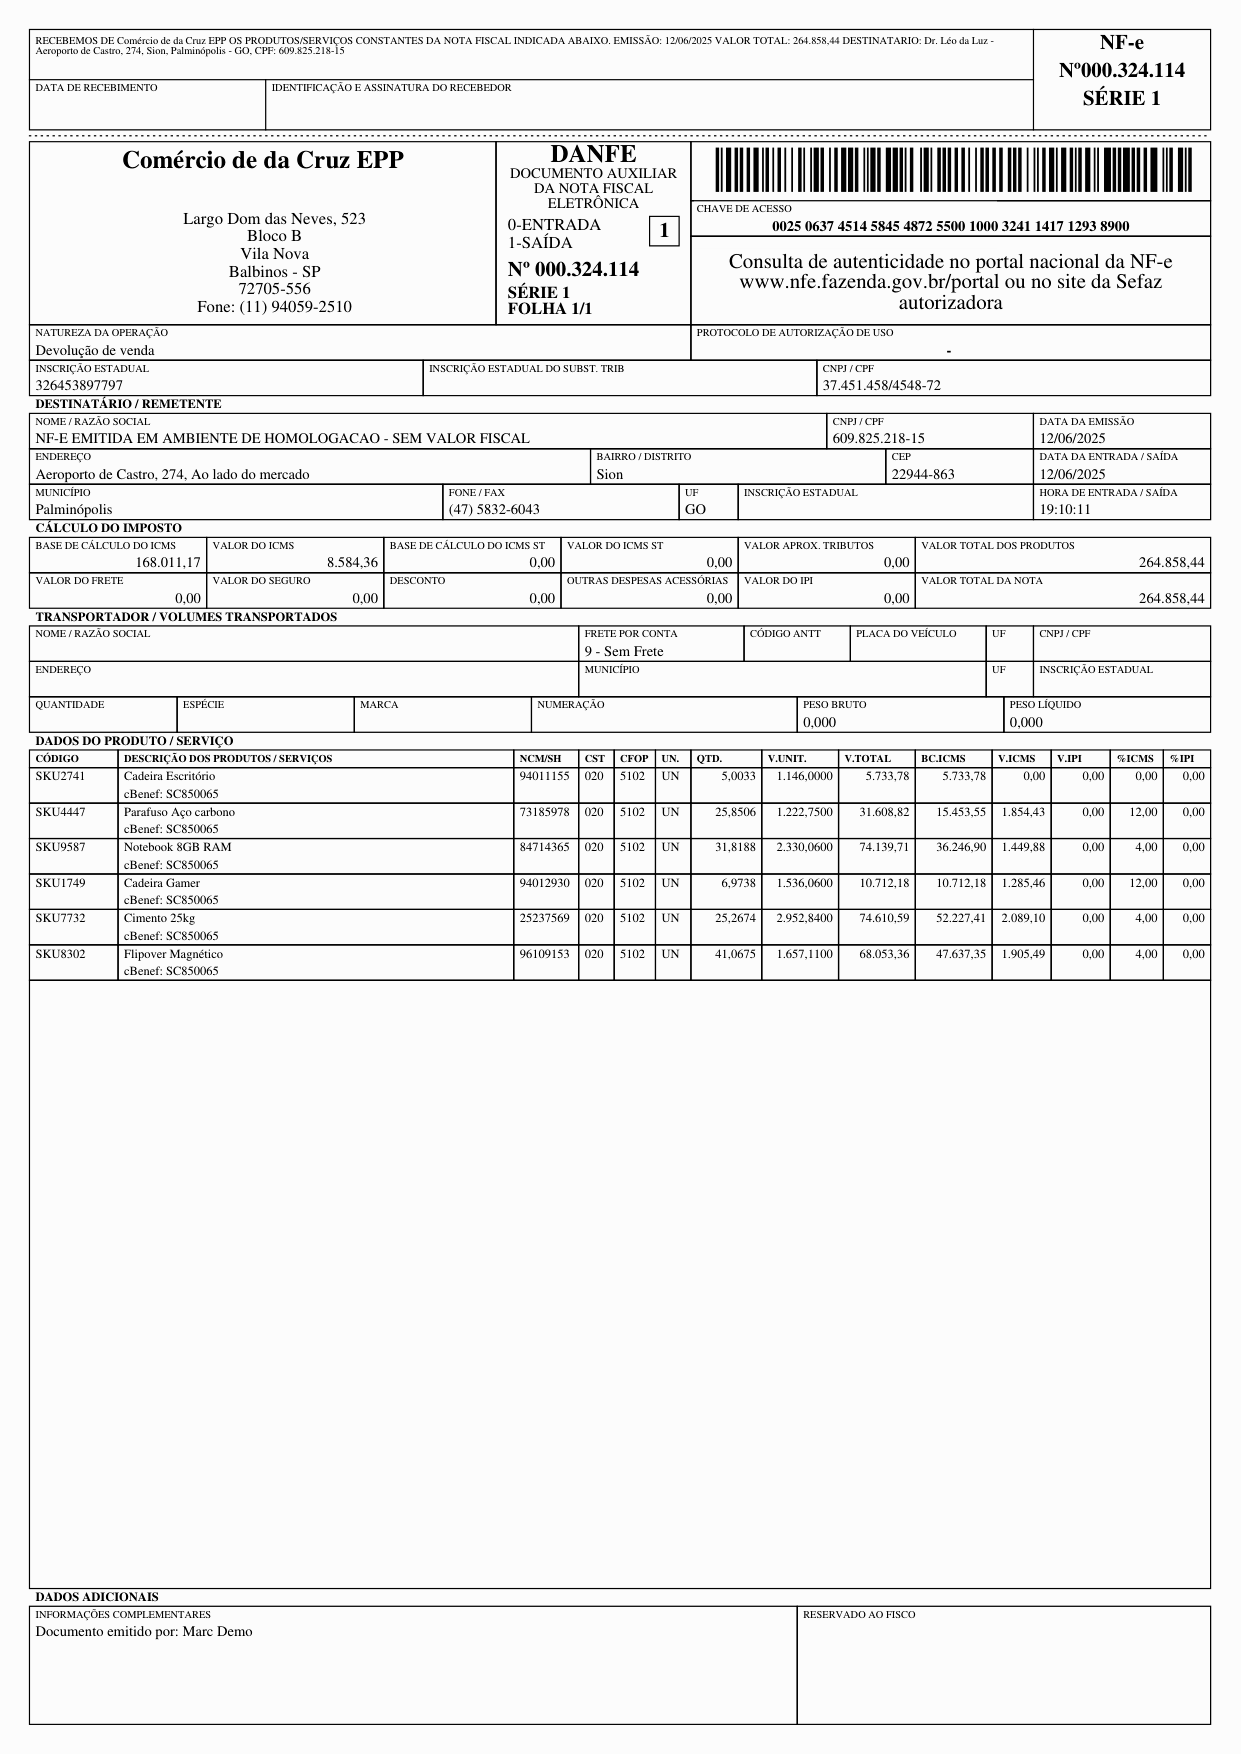 RECEBEMOS DE Comércio de da Cruz EPP OS PRODUTOS/SERVIÇOS CONSTANTES DA NOTA FISCAL INDICADA ABAIXO. EMISSÃO: 12/06/2025 VALOR TOTAL: 264.858,44 DESTINATARIO: Dr. Léo da Luz -
Aeroporto de Castro, 274, Sion, Palminópolis - GO, CPF: 609.825.218-15
NF-e
Nº000.324.114
SÉRIE 1
DATA DE RECEBIMENTO IDENTIFICAÇÃO E ASSINATURA DO RECEBEDOR
Comércio de da Cruz EPP
Largo Dom das Neves, 523
Bloco B
Vila Nova
Balbinos - SP
72705-556
Fone: (11) 94059-2510
DANFE
DOCUMENTO AUXILIAR
DA NOTA FISCAL
ELETRÔNICA
0-ENTRADA
1-SAÍDA
1
Nº 000.324.114
SÉRIE 1
FOLHA 1/1
CHAVE DE ACESSO
0025 0637 4514 5845 4872 5500 1000 3241 1417 1293 8900
Consulta de autenticidade no portal nacional da NF-e
www.nfe.fazenda.gov.br/portal ou no site da Sefaz
autorizadora
NATUREZA DA OPERAÇÃO PROTOCOLO DE AUTORIZAÇÃO DE USO
Devolução de venda -
INSCRIÇÃO ESTADUAL INSCRIÇÃO ESTADUAL DO SUBST. TRIB CNPJ / CPF
326453897797 37.451.458/4548-72
DESTINATÁRIO / REMETENTE
NOME / RAZÃO SOCIAL CNPJ / CPF DATA DA EMISSÃO
NF-E EMITIDA EM AMBIENTE DE HOMOLOGACAO - SEM VALOR FISCAL 609.825.218-15 12/06/2025
ENDEREÇO BAIRRO / DISTRITO CEP DATA DA ENTRADA / SAÍDA
Aeroporto de Castro, 274, Ao lado do mercado Sion 22944-863 12/06/2025
MUNICÍPIO FONE / FAX UF INSCRIÇÃO ESTADUAL HORA DE ENTRADA / SAÍDA
Palminópolis (47) 5832-6043 GO 19:10:11
CÁLCULO DO IMPOSTO
BASE DE CÁLCULO DO ICMS VALOR DO ICMS BASE DE CÁLCULO DO ICMS ST VALOR DO ICMS ST VALOR APROX. TRIBUTOS VALOR TOTAL DOS PRODUTOS
168.011,17 8.584,36 0,00 0,00 0,00 264.858,44
VALOR DO FRETE VALOR DO SEGURO DESCONTO OUTRAS DESPESAS ACESSÓRIAS VALOR DO IPI VALOR TOTAL DA NOTA
0,00 0,00 0,00 0,00 0,00 264.858,44
TRANSPORTADOR / VOLUMES TRANSPORTADOS
NOME / RAZÃO SOCIAL FRETE POR CONTA CÓDIGO ANTT PLACA DO VEÍCULO UF CNPJ / CPF
9 - Sem Frete
ENDEREÇO MUNICÍPIO UF INSCRIÇÃO ESTADUAL
QUANTIDADE ESPÉCIE MARCA NUMERAÇÃO PESO BRUTO PESO LÍQUIDO
0,000 0,000
DADOS DO PRODUTO / SERVIÇO
CÓDIGO DESCRIÇÃO DOS PRODUTOS / SERVIÇOS NCM/SH CST CFOP UN. QTD. V.UNIT. V.TOTAL BC.ICMS V.ICMS V.IPI %ICMS %IPI
SKU2741 Cadeira Escritório 94011155 020 5102 UN 5,0033 1.146,0000 5.733,78 5.733,78 0,00 0,00 0,00 0,00
cBenef: SC850065
SKU4447 Parafuso Aço carbono 73185978 020 5102 UN 25,8506 1.222,7500 31.608,82 15.453,55 1.854,43 0,00 12,00 0,00
cBenef: SC850065
SKU9587 Notebook 8GB RAM 84714365 020 5102 UN 31,8188 2.330,0600 74.139,71 36.246,90 1.449,88 0,00 4,00 0,00
cBenef: SC850065
SKU1749 Cadeira Gamer 94012930 020 5102 UN 6,9738 1.536,0600 10.712,18 10.712,18 1.285,46 0,00 12,00 0,00
cBenef: SC850065
SKU7732 Cimento 25kg 25237569 020 5102 UN 25,2674 2.952,8400 74.610,59 52.227,41 2.089,10 0,00 4,00 0,00
cBenef: SC850065
SKU8302 Flipover Magnético 96109153 020 5102 UN 41,0675 1.657,1100 68.053,36 47.637,35 1.905,49 0,00 4,00 0,00
cBenef: SC850065
DADOS ADICIONAIS
INFORMAÇÕES COMPLEMENTARES RESERVADO AO FISCO
Documento emitido por: Marc Demo